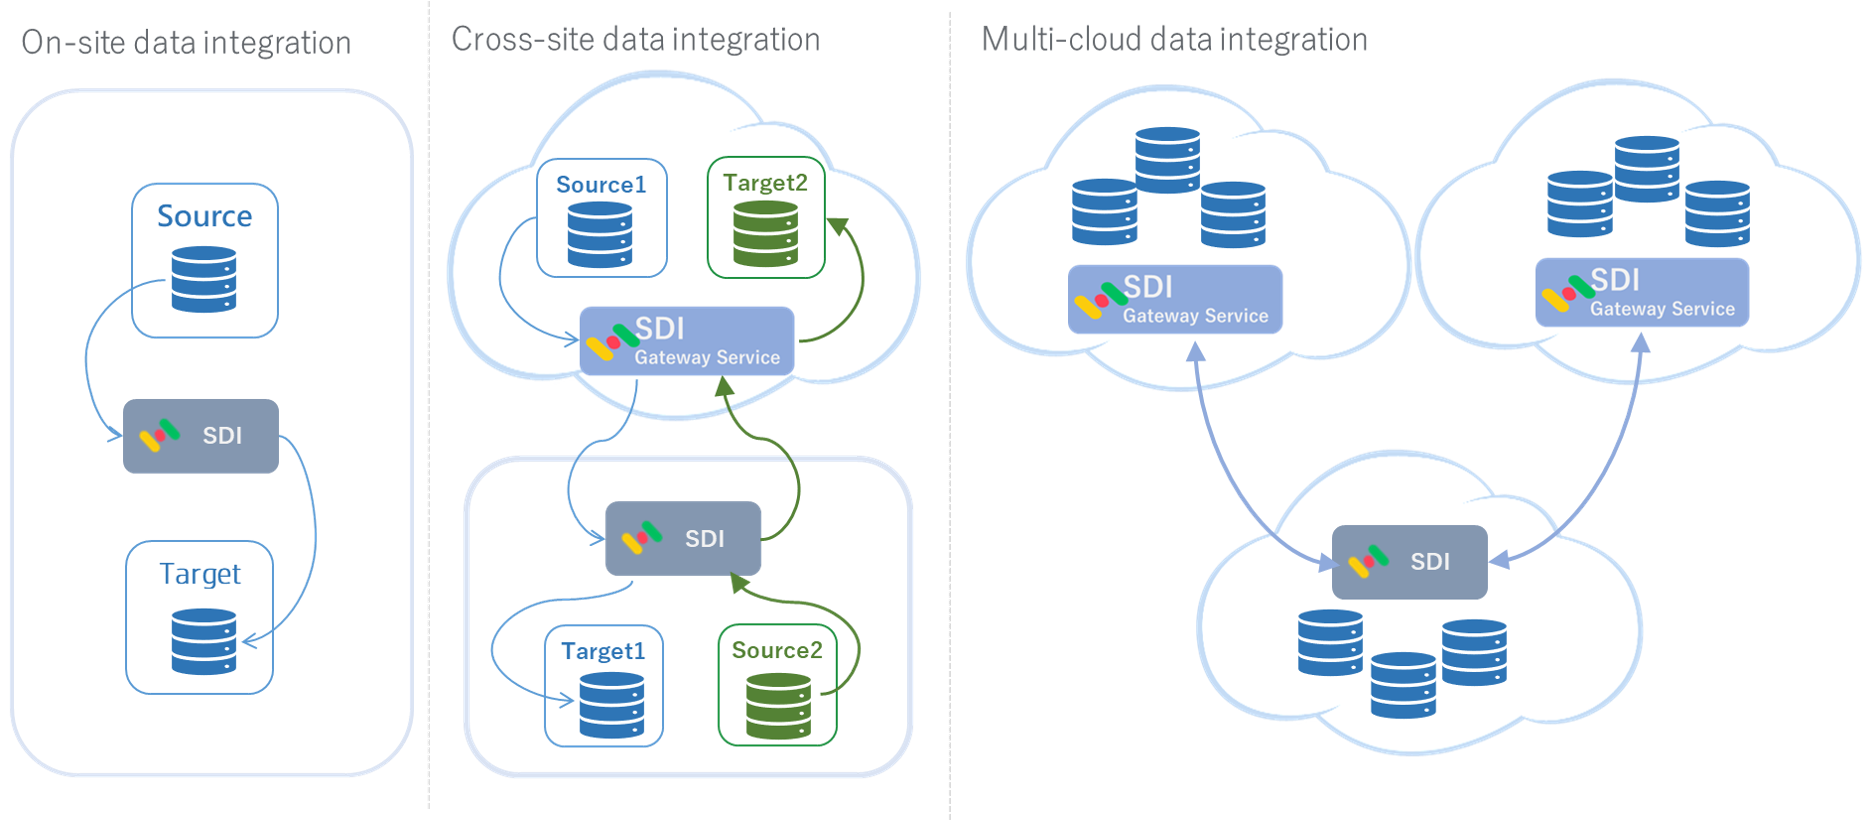 On-site data integration
Source
SDI
Target
Cross-site data integration
Source1
Target2
SDI
Gateway Service
SDI
Target1
Source2
Multi-cloud data integration
SDI
Gateway Service
SDI
Gateway Service
SDI